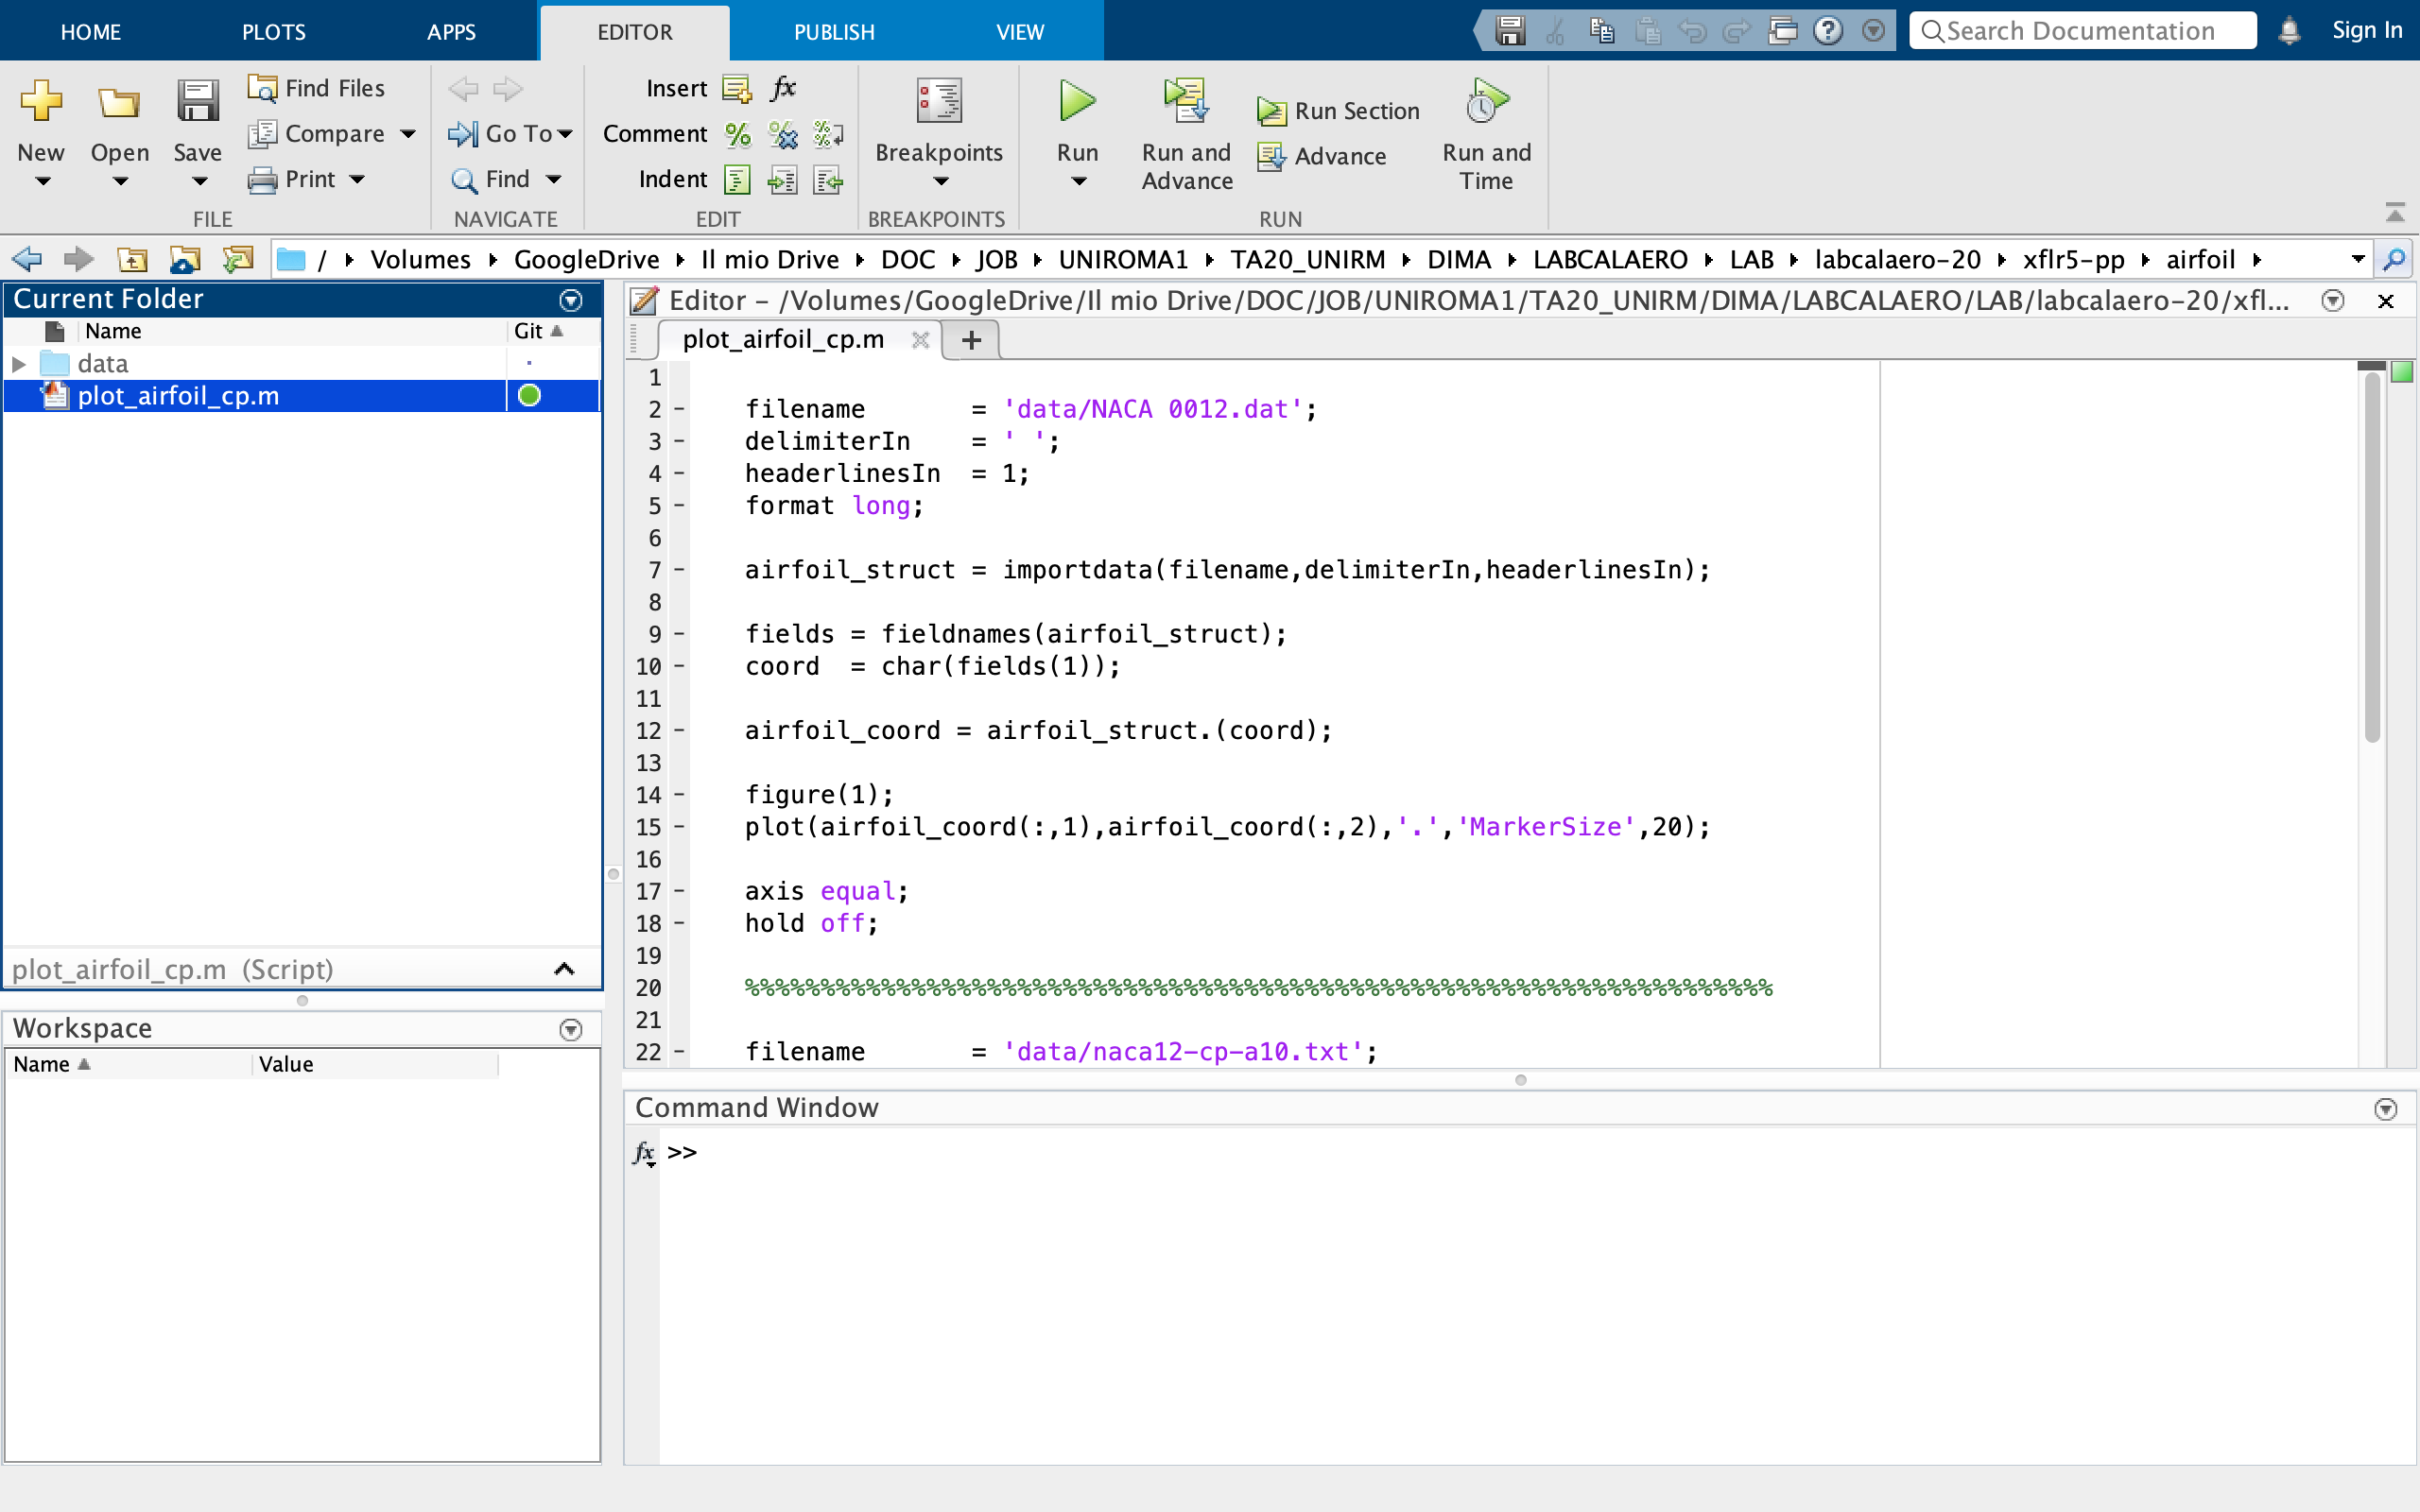 HOME PLOTS APPS EDITOR PUBLISH VIEW Search Documentation Sign In
New Open Save Find Files Compare Print
FILE
Go To Find
NAVIGATE
Insert fx
Comment
Indent
EDIT
Breakpoints
BREAKPOINTS
Run Run and Advance Run Section Advance Run and Time
RUN
/ Volumes GoogleDrive Il mio Drive DOC JOB UNIROMA1 TA20_UNIRM DIMA LABCALAERO LAB labcalaero-20 xflr5-pp airfoil
Current Folder
Name Git
data
plot_airfoil_cp.m
plot_airfoil_cp.m (Script)
Workspace
Name Value
Editor - /Volumes/GoogleDrive/Il mio Drive/DOC/JOB/UNIROMA1/TA20_UNIRM/DIMA/LABCALAERO/LAB/labcalaero-20/xfl...
plot_airfoil_cp.m +
1
2 - filename = 'data/NACA 0012.dat';
3 - delimiterIn = ' ';
4 - headerlinesIn = 1;
5 - format long;
6
7 - airfoil_struct = importdata(filename,delimiterIn,headerlinesIn);
8
9 - fields = fieldnames(airfoil_struct);
10 - coord = char(fields(1));
11
12 - airfoil_coord = airfoil_struct.(coord);
13
14 - figure(1);
15 - plot(airfoil_coord(:,1),airfoil_coord(:,2),'.','MarkerSize',20);
16
17 - axis equal;
18 - hold off;
19
20 %%%%%%%%%%%%%%%%%%%%%%%%%%%%%%%%%%%%%%%%%%%%%%%%%%%%%%%%%%%%%%%%%%%%
21
22 - filename = 'data/naca12-cp-a10.txt';
Command Window
fx >>